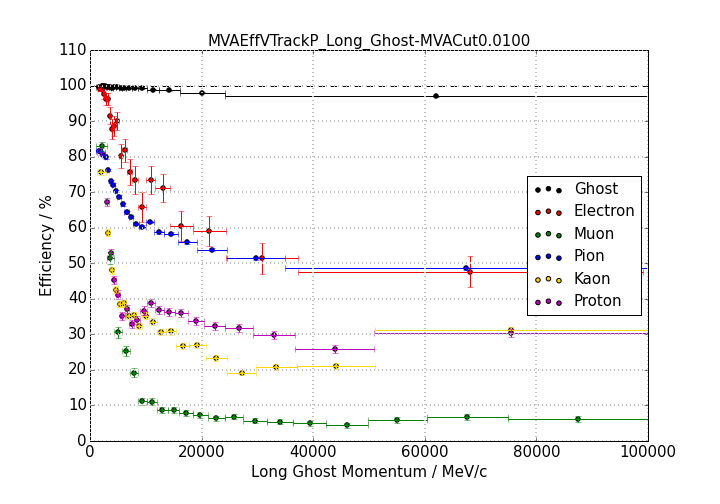 MVAEffVTrackP_Long_Ghost-MVACut0.0100
110
100
90
80
70
60
50
40
30
20
10
0
Efficiency / %
Ghost
Electron
Muon
Pion
Kaon
Proton
0 20000 40000 60000 80000 100000
Long Ghost Momentum / MeV/c